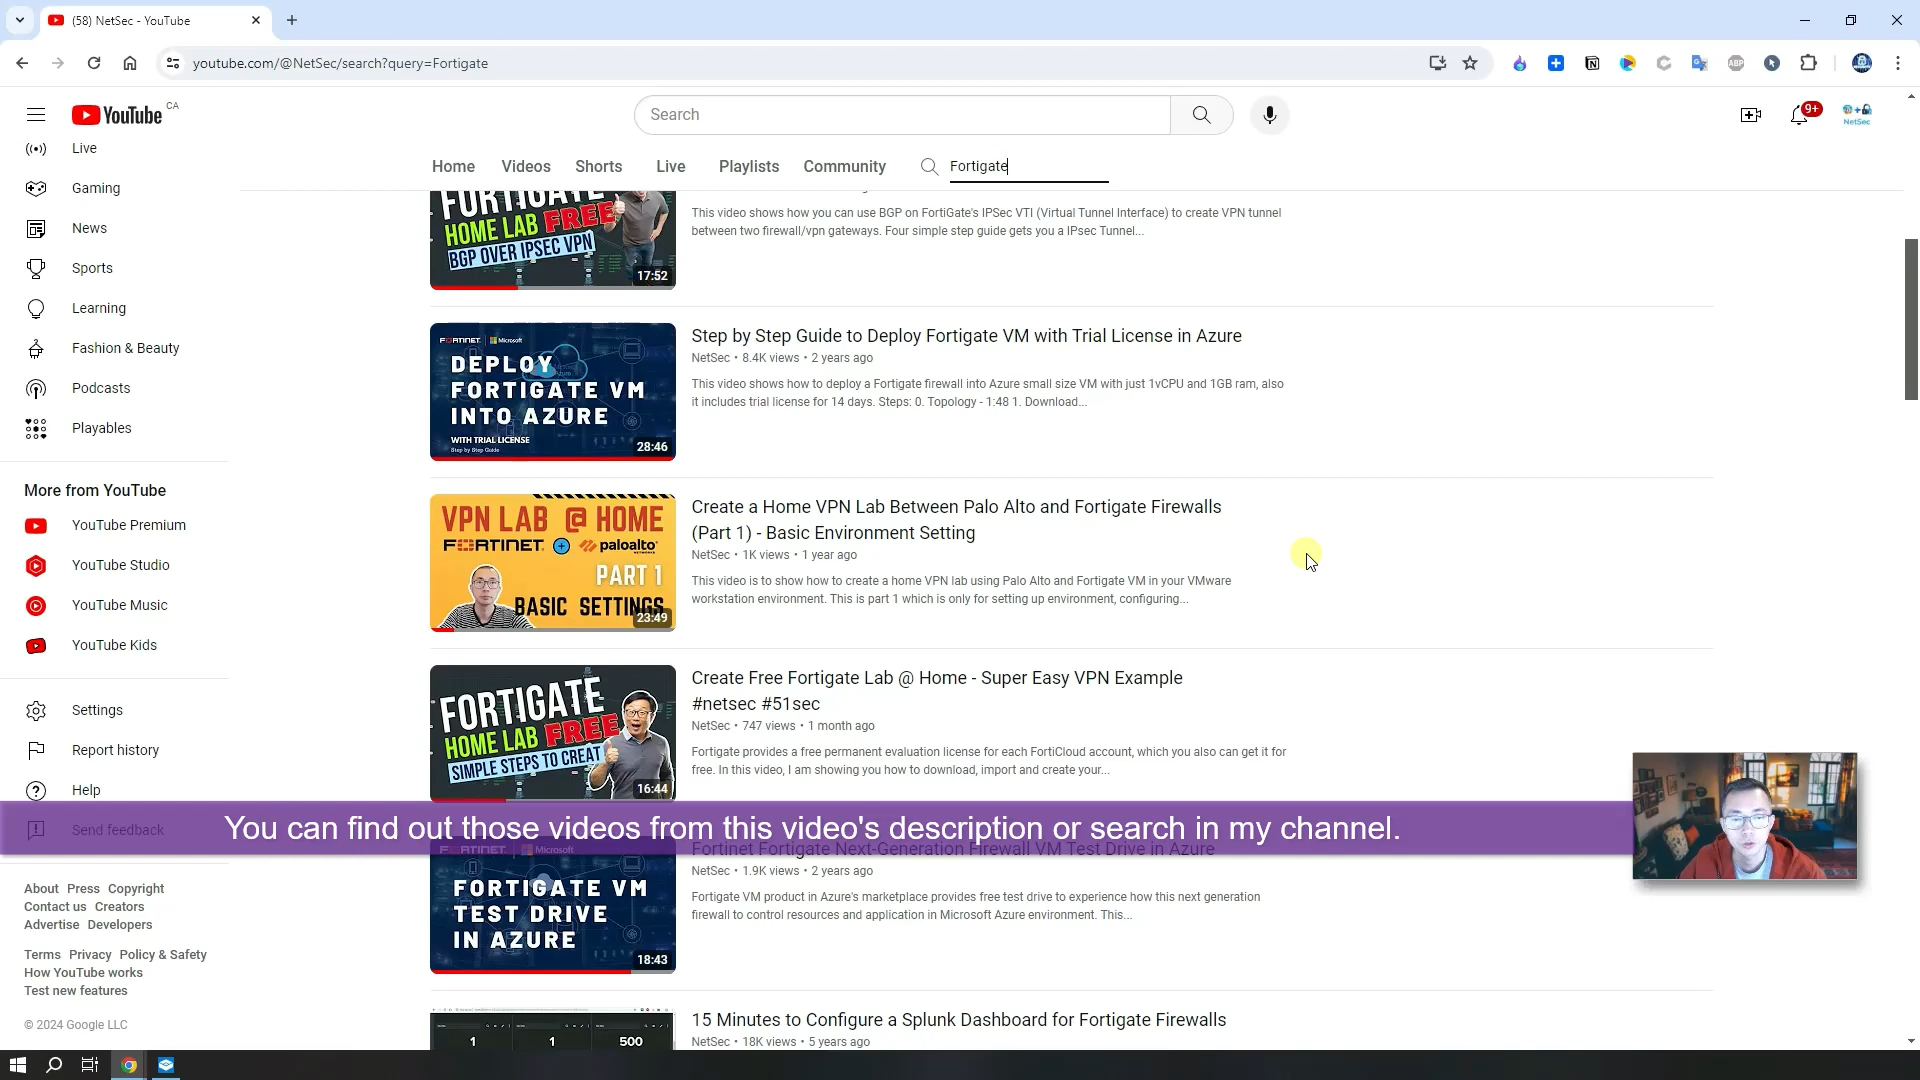 (58) NetSec - YouTube
youtube.com/@NetSec/search?query=Fortigate
ABP
YouTube CA
Search
9+
NetSec
Home Videos Shorts Live Playlists Community Fortigate
Live
Gaming
News
Sports
Learning
Fashion & Beauty
Podcasts
Playables
More from YouTube
YouTube Premium
YouTube Studio
YouTube Music
YouTube Kids
Settings
Report history
Help
Send feedback
About Press Copyright
Contact us Creators
Advertise Developers
Terms Privacy Policy & Safety
How YouTube works
Test new features
© 2024 Google LLC
FORTIGATE
HOME LAB FREE
BGP OVER IPSEC VPN
17:52
This video shows how you can use BGP on FortiGate's IPSec VTI (Virtual Tunnel Interface) to create VPN tunnel
between two firewall/vpn gateways. Four simple step guide gets you a IPsec Tunnel...
FORTINET Microsoft
DEPLOY
FORTIGATE VM
INTO AZURE
WITH TRIAL LICENSE
Step by Step Guide
28:46
Step by Step Guide to Deploy Fortigate VM with Trial License in Azure
NetSec • 8.4K views • 2 years ago
This video shows how to deploy a Fortigate firewall into Azure small size VM with just 1vCPU and 1GB ram, also
it includes trial license for 14 days. Steps: 0. Topology - 1:48 1. Download...
VPN LAB @ HOME
FORTINET paloalto
PART 1
BASIC SETTINGS
23:49
Create a Home VPN Lab Between Palo Alto and Fortigate Firewalls
(Part 1) - Basic Environment Setting
NetSec • 1K views • 1 year ago
This video is to show how to create a home VPN lab using Palo Alto and Fortigate VM in your VMware
workstation environment. This is part 1 which is only for setting up environment, configuring...
FORTIGATE
HOME LAB FREE
SIMPLE STEPS TO CREAT
16:44
Create Free Fortigate Lab @ Home - Super Easy VPN Example
#netsec #51sec
NetSec • 747 views • 1 month ago
Fortigate provides a free permanent evaluation license for each FortiCloud account, which you also can get it for
free. In this video, I am showing you how to download, import and create your...
You can find out those videos from this video's description or search in my channel.
FORTINET Microsoft
FORTIGATE VM
TEST DRIVE
IN AZURE
18:43
Fortinet Fortigate Next-Generation Firewall VM Test Drive in Azure
NetSec • 1.9K views • 2 years ago
Fortigate VM product in Azure's marketplace provides free test drive to experience how this next generation
firewall to control resources and application in Microsoft Azure environment. This...
1 1 500
15 Minutes to Configure a Splunk Dashboard for Fortigate Firewalls
NetSec • 18K views • 5 years ago